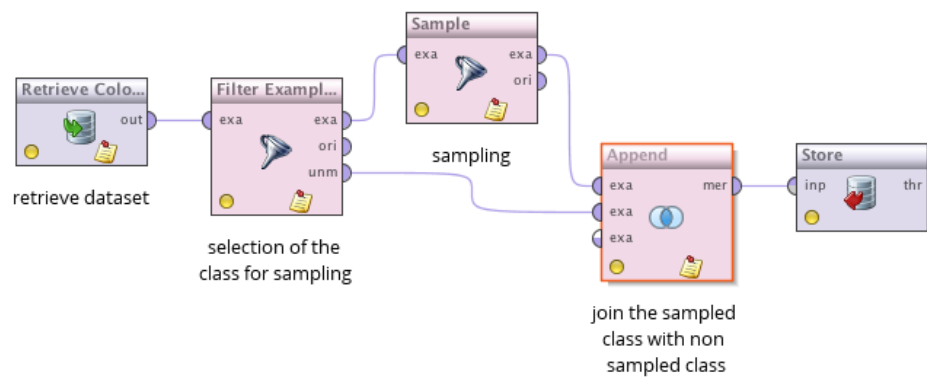 Sample
exa
exa
ori
sampling
Retrieve Colo...
out
retrieve dataset
Filter Exampl...
exa
exa
ori
unm
selection of the
class for sampling
Append
exa
mer
exa
exa
join the sampled
class with non
sampled class
Store
inp
thr